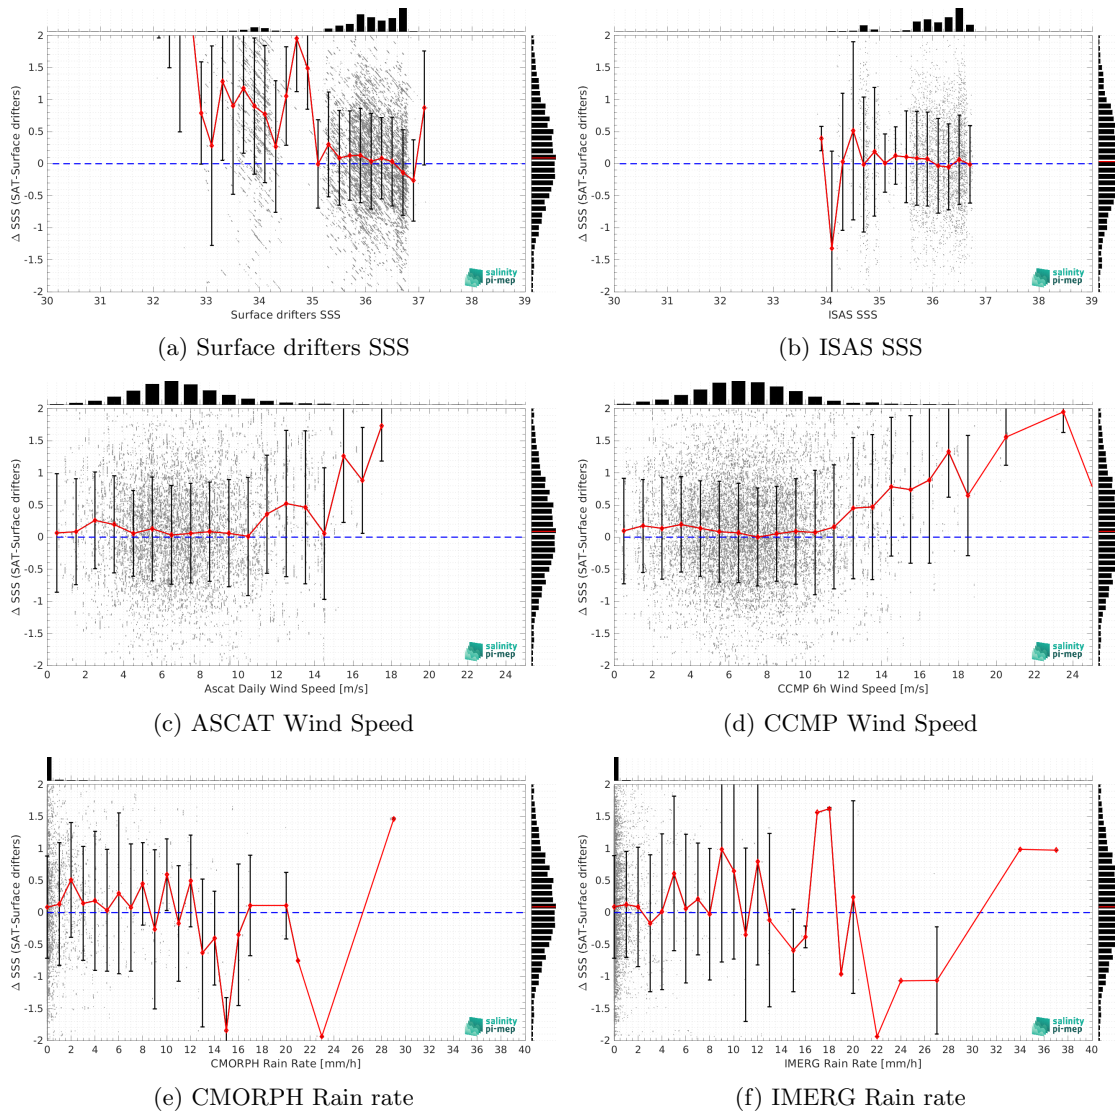 2
1.5
1
0.5
0
-0.5
-1
-1.5
-2
Δ SSS (SAT-Surface drifters)
30 31 32 33 34 35 36 37 38 39
Surface drifters SSS
salinity
pi-mep
(a) Surface drifters SSS
2
1.5
1
0.5
0
-0.5
-1
-1.5
-2
Δ SSS (SAT-Surface drifters)
30 31 32 33 34 35 36 37 38 39
ISAS SSS
salinity
pi-mep
(b) ISAS SSS
2
1.5
1
0.5
0
-0.5
-1
-1.5
-2
Δ SSS (SAT-Surface drifters)
0 2 4 6 8 10 12 14 16 18 20 22 24
Ascat Daily Wind Speed [m/s]
salinity
pi-mep
(c) ASCAT Wind Speed
2
1.5
1
0.5
0
-0.5
-1
-1.5
-2
Δ SSS (SAT-Surface drifters)
0 2 4 6 8 10 12 14 16 18 20 22 24
CCMP 6h Wind Speed [m/s]
salinity
pi-mep
(d) CCMP Wind Speed
2
1.5
1
0.5
0
-0.5
-1
-1.5
-2
Δ SSS (SAT-Surface drifters)
0 2 4 6 8 10 12 14 16 18 20 22 24 26 28 30 32 34 36 38 40
CMORPH Rain Rate [mm/h]
salinity
pi-mep
(e) CMORPH Rain rate
2
1.5
1
0.5
0
-0.5
-1
-1.5
-2
Δ SSS (SAT-Surface drifters)
0 2 4 6 8 10 12 14 16 18 20 22 24 26 28 30 32 34 36 38 40
IMERG Rain Rate [mm/h]
salinity
pi-mep
(f) IMERG Rain rate